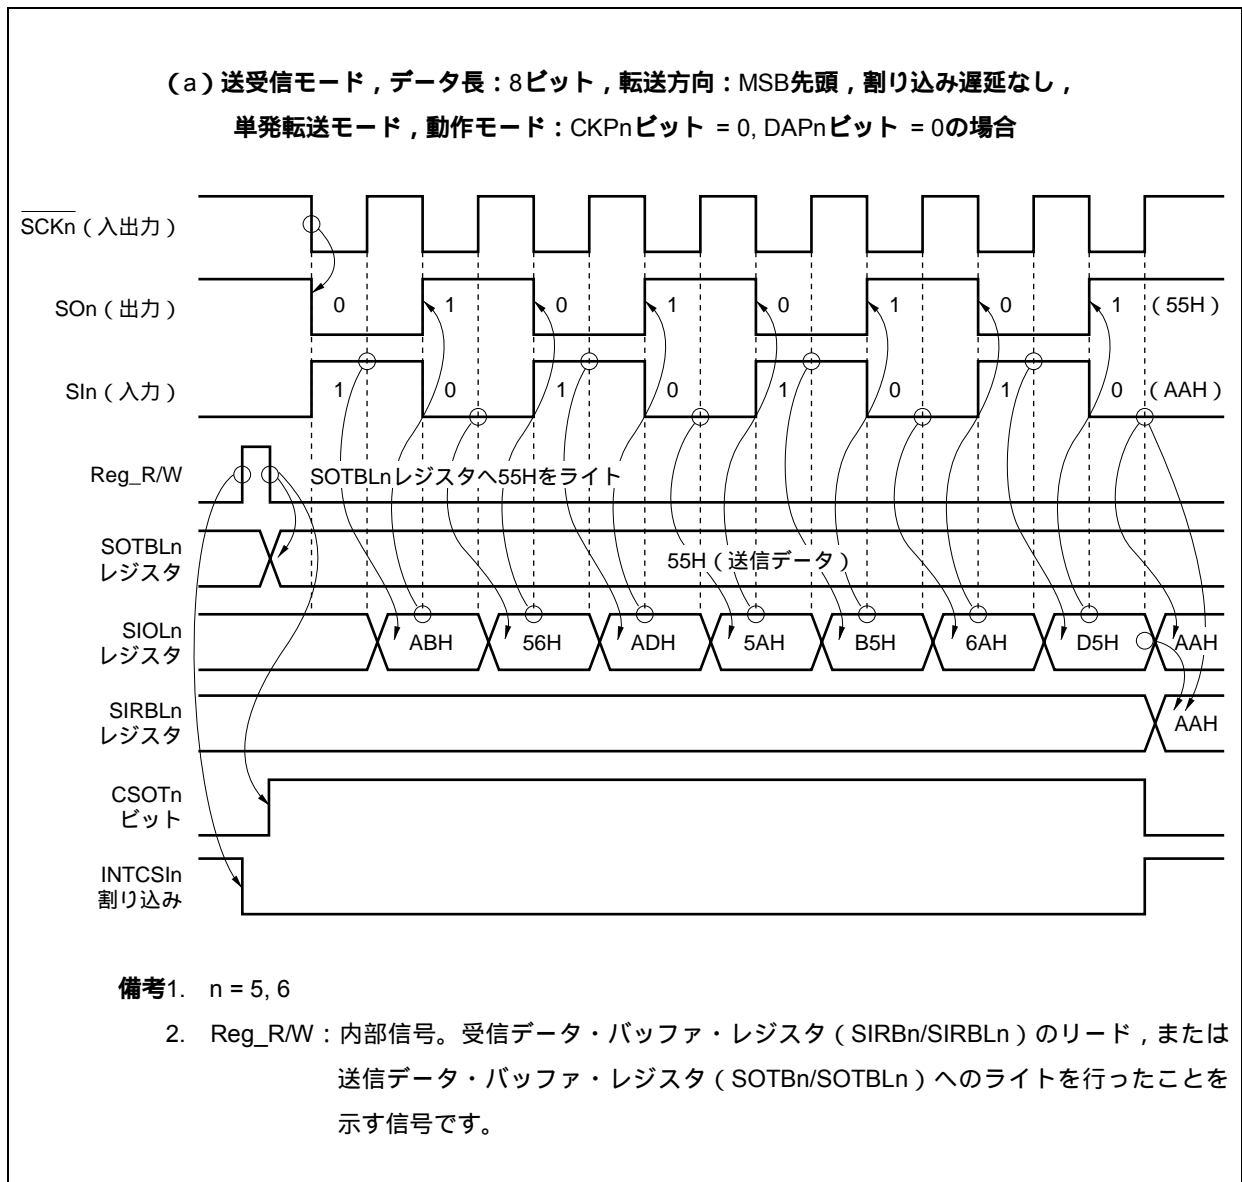 （a）送受信モード，データ長：8ビット，転送方向：MSB先頭，割り込み遅延なし，
単発転送モード，動作モード：CKPnビット = 0, DAPnビット = 0の場合
SCKn（入出力）
SOn（出力） 0 1 0 1 0 1 0 1 （55H）
SIn（入力） 1 0 1 0 1 0 1 0 （AAH）
Reg_R/W SOTBLnレジスタへ55Hをライト
SOTBLn
レジスタ
55H（送信データ）
SIOLn
レジスタ
ABH 56H ADH 5AH B5H 6AH D5H AAH
SIRBLn
レジスタ
AAH
CSOTn
ビット
INTCSIn
割り込み
備考1. n = 5, 6
2. Reg_R/W：内部信号。受信データ・バッファ・レジスタ（SIRBn/SIRBLn）のリード，または
送信データ・バッファ・レジスタ（SOTBn/SOTBLn）へのライトを行ったことを
示す信号です。